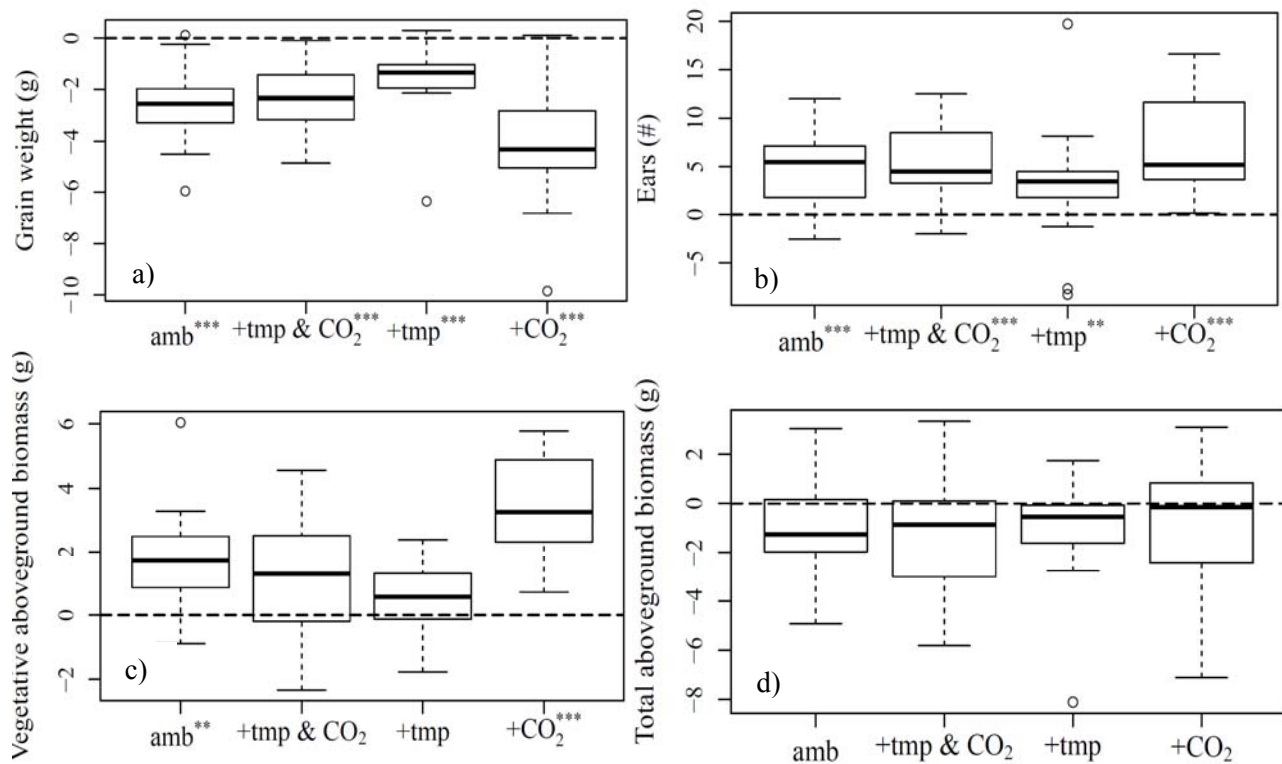 Grain weight (g)
0
−2
−4
−6
−8
−10
a)
amb***
+tmp & CO₂***
+tmp***
+CO₂***
Ears (#)
20
15
10
5
0
−5
b)
amb***
+tmp & CO₂***
+tmp**
+CO₂***
Vegetative aboveground biomass (g)
6
4
2
0
−2
c)
amb**
+tmp & CO₂
+tmp
+CO₂***
Total aboveground biomass (g)
2
0
−2
−4
−6
−8
d)
amb
+tmp & CO₂
+tmp
+CO₂